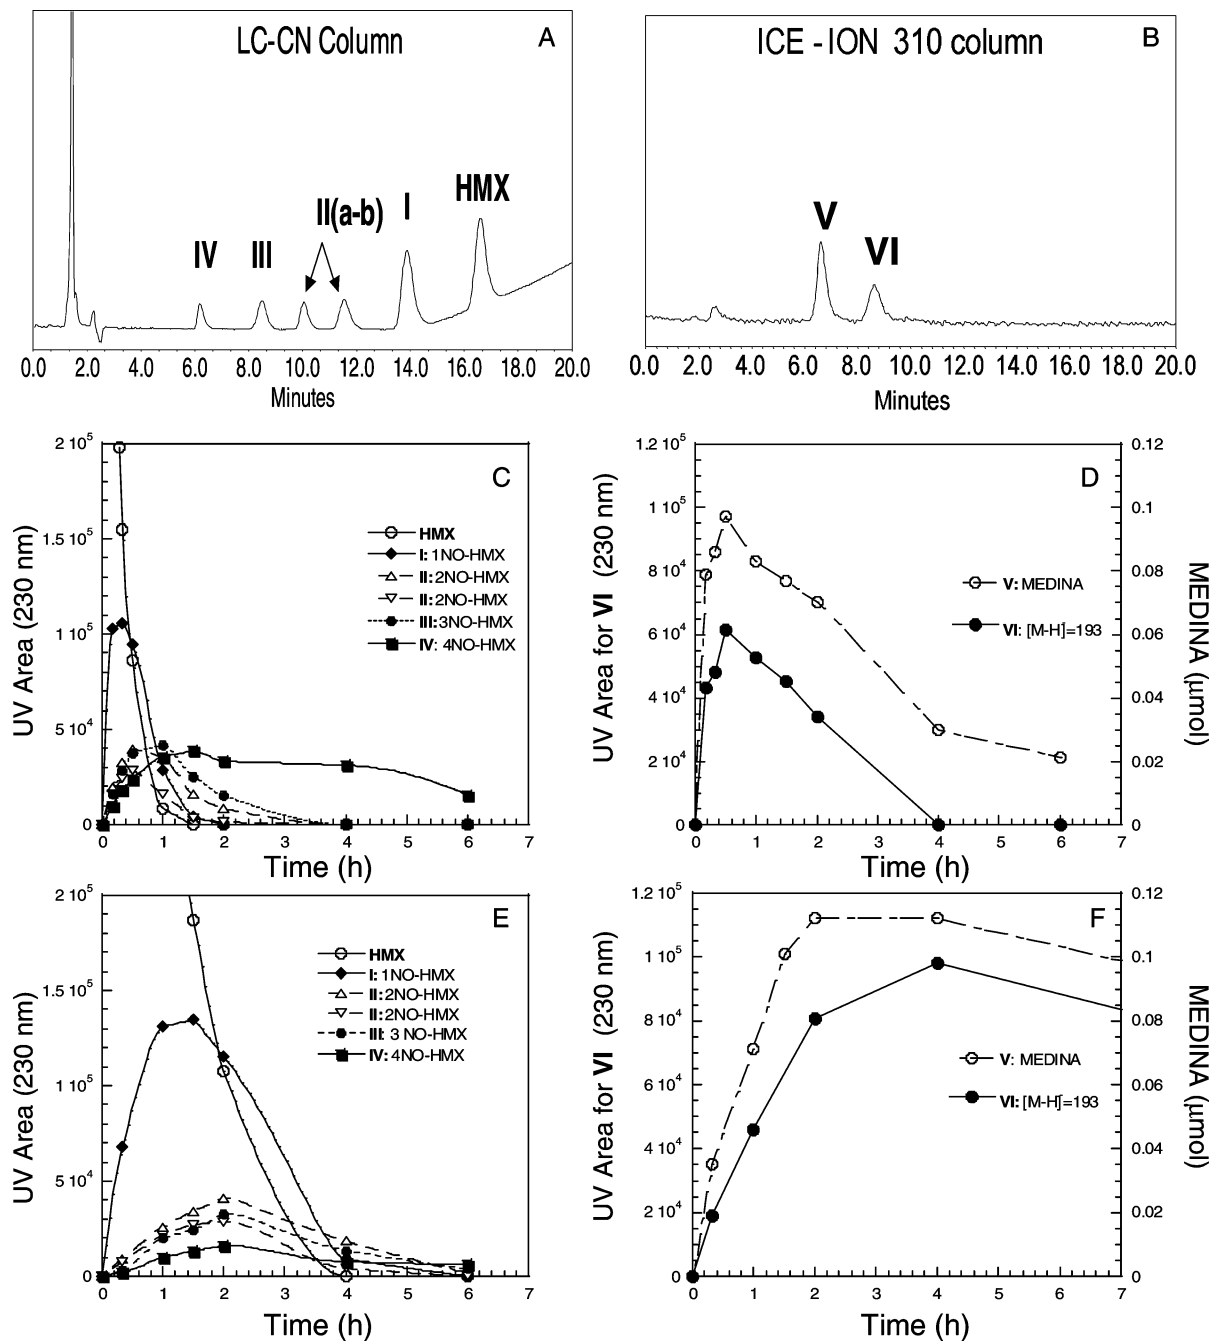 LC-CN Column
A
IV
III
II(a-b)
I
HMX
0.0 2.0 4.0 6.0 8.0 10.0 12.0 14.0 16.0 18.0 20.0
Minutes
ICE - ION 310 column
B
V
VI
0.0 2.0 4.0 6.0 8.0 10.0 12.0 14.0 16.0 18.0 20.0
Minutes
C
UV Area (230 nm)
2 10⁵
1.5 10⁵
1 10⁵
5 10⁴
0
HMX
I: 1NO-HMX
II: 2NO-HMX
II: 2NO-HMX
III: 3NO-HMX
IV: 4NO-HMX
0 1 2 3 4 5 6 7
Time (h)
D
UV Area for VI (230 nm)
1.2 10⁵
1 10⁵
8 10⁴
6 10⁴
4 10⁴
2 10⁴
0
V: MEDINA
VI: [M-H]⁻=193
0.12
0.1
0.08
0.06
0.04
0.02
0
MEDINA (μmol)
0 1 2 3 4 5 6 7
Time (h)
E
UV Area (230 nm)
2 10⁵
1.5 10⁵
1 10⁵
5 10⁴
0
HMX
I: 1NO-HMX
II: 2NO-HMX
II: 2NO-HMX
III: 3 NO-HMX
IV: 4NO-HMX
0 1 2 3 4 5 6 7
Time (h)
F
UV Area for VI (230 nm)
1.2 10⁵
1 10⁵
8 10⁴
6 10⁴
4 10⁴
2 10⁴
0
V: MEDINA
VI: [M-H]⁻=193
0.12
0.1
0.08
0.06
0.04
0.02
0
MEDINA (μmol)
0 1 2 3 4 5 6 7
Time (h)